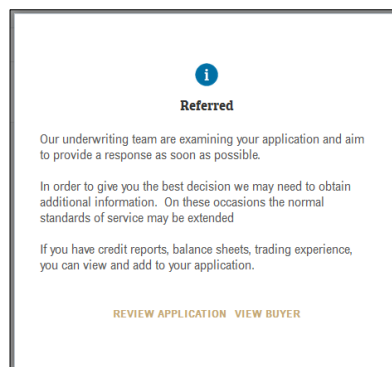 i
Referred
Our underwriting team are examining your application and aim
to provide a response as soon as possible.
In order to give you the best decision we may need to obtain
additional information. On these occasions the normal
standards of service may be extended
If you have credit reports, balance sheets, trading experience,
you can view and add to your application.
REVIEW APPLICATION VIEW BUYER